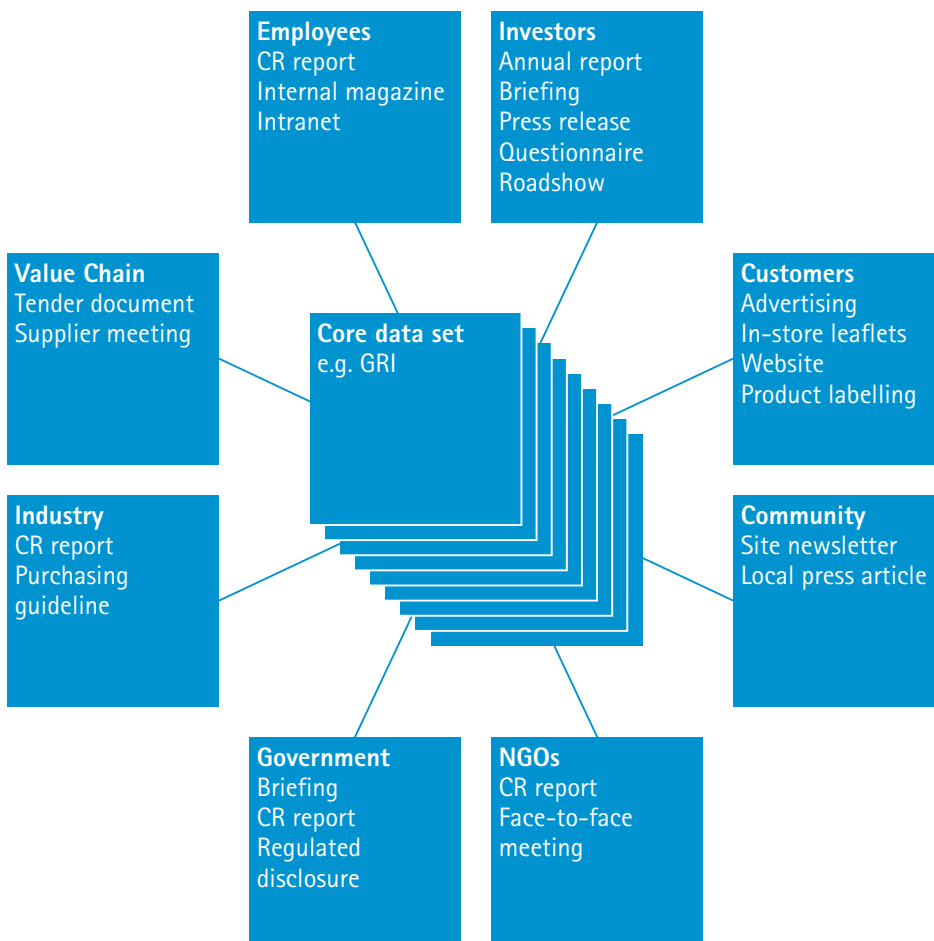 Employees
CR report
Internal magazine
Intranet
Investors
Annual report
Briefing
Press release
Questionnaire
Roadshow
Value Chain
Tender document
Supplier meeting
Core data set
e.g. GRI
Customers
Advertising
In-store leaflets
Website
Product labelling
Industry
CR report
Purchasing
guideline
Community
Site newsletter
Local press article
Government
Briefing
CR report
Regulated
disclosure
NGOs
CR report
Face-to-face
meeting